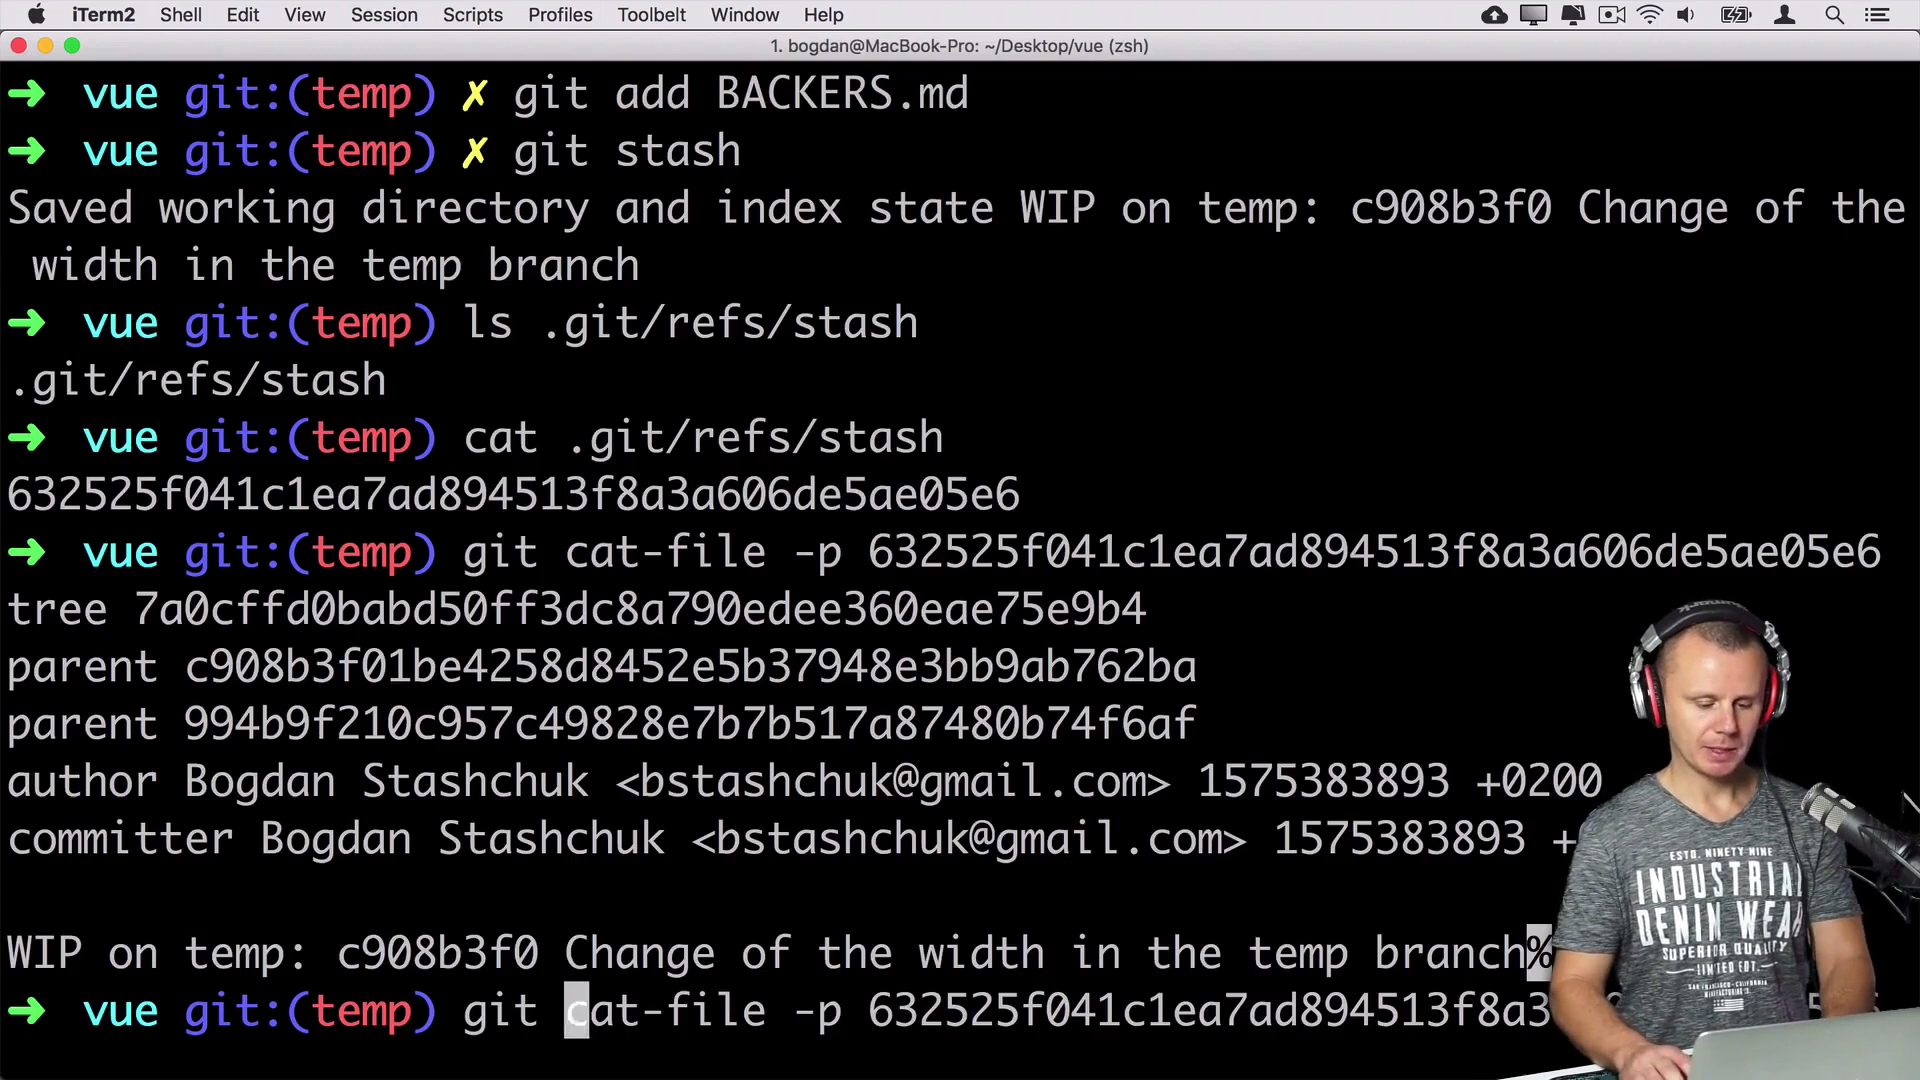 iTerm2 Shell Edit View Session Scripts Profiles Toolbelt Window Help
1. bogdan@MacBook-Pro: ~/Desktop/vue (zsh)
➜ vue git:(temp) ✗ git add BACKERS.md
➜ vue git:(temp) ✗ git stash
Saved working directory and index state WIP on temp: c908b3f0 Change of the
width in the temp branch
➜ vue git:(temp) ls .git/refs/stash
.git/refs/stash
➜ vue git:(temp) cat .git/refs/stash
632525f041c1ea7ad894513f8a3a606de5ae05e6
➜ vue git:(temp) git cat-file -p 632525f041c1ea7ad894513f8a3a606de5ae05e6
tree 7a0cffd0babd50ff3dc8a790edee360eae75e9b4
parent c908b3f01be4258d8452e5b37948e3bb9ab762ba
parent 994b9f210c957c49828e7b7b517a87480b74f6af
author Bogdan Stashchuk <bstashchuk@gmail.com> 1575383893 +0200
committer Bogdan Stashchuk <bstashchuk@gmail.com> 1575383893 +
WIP on temp: c908b3f0 Change of the width in the temp branch%
➜ vue git:(temp) git cat-file -p 632525f041c1ea7ad894513f8a3
ESTD. NINETY NINE
INDUSTRIAL
DENIM WEAR
SUPERIOR QUALITY
LIMITED EDT.